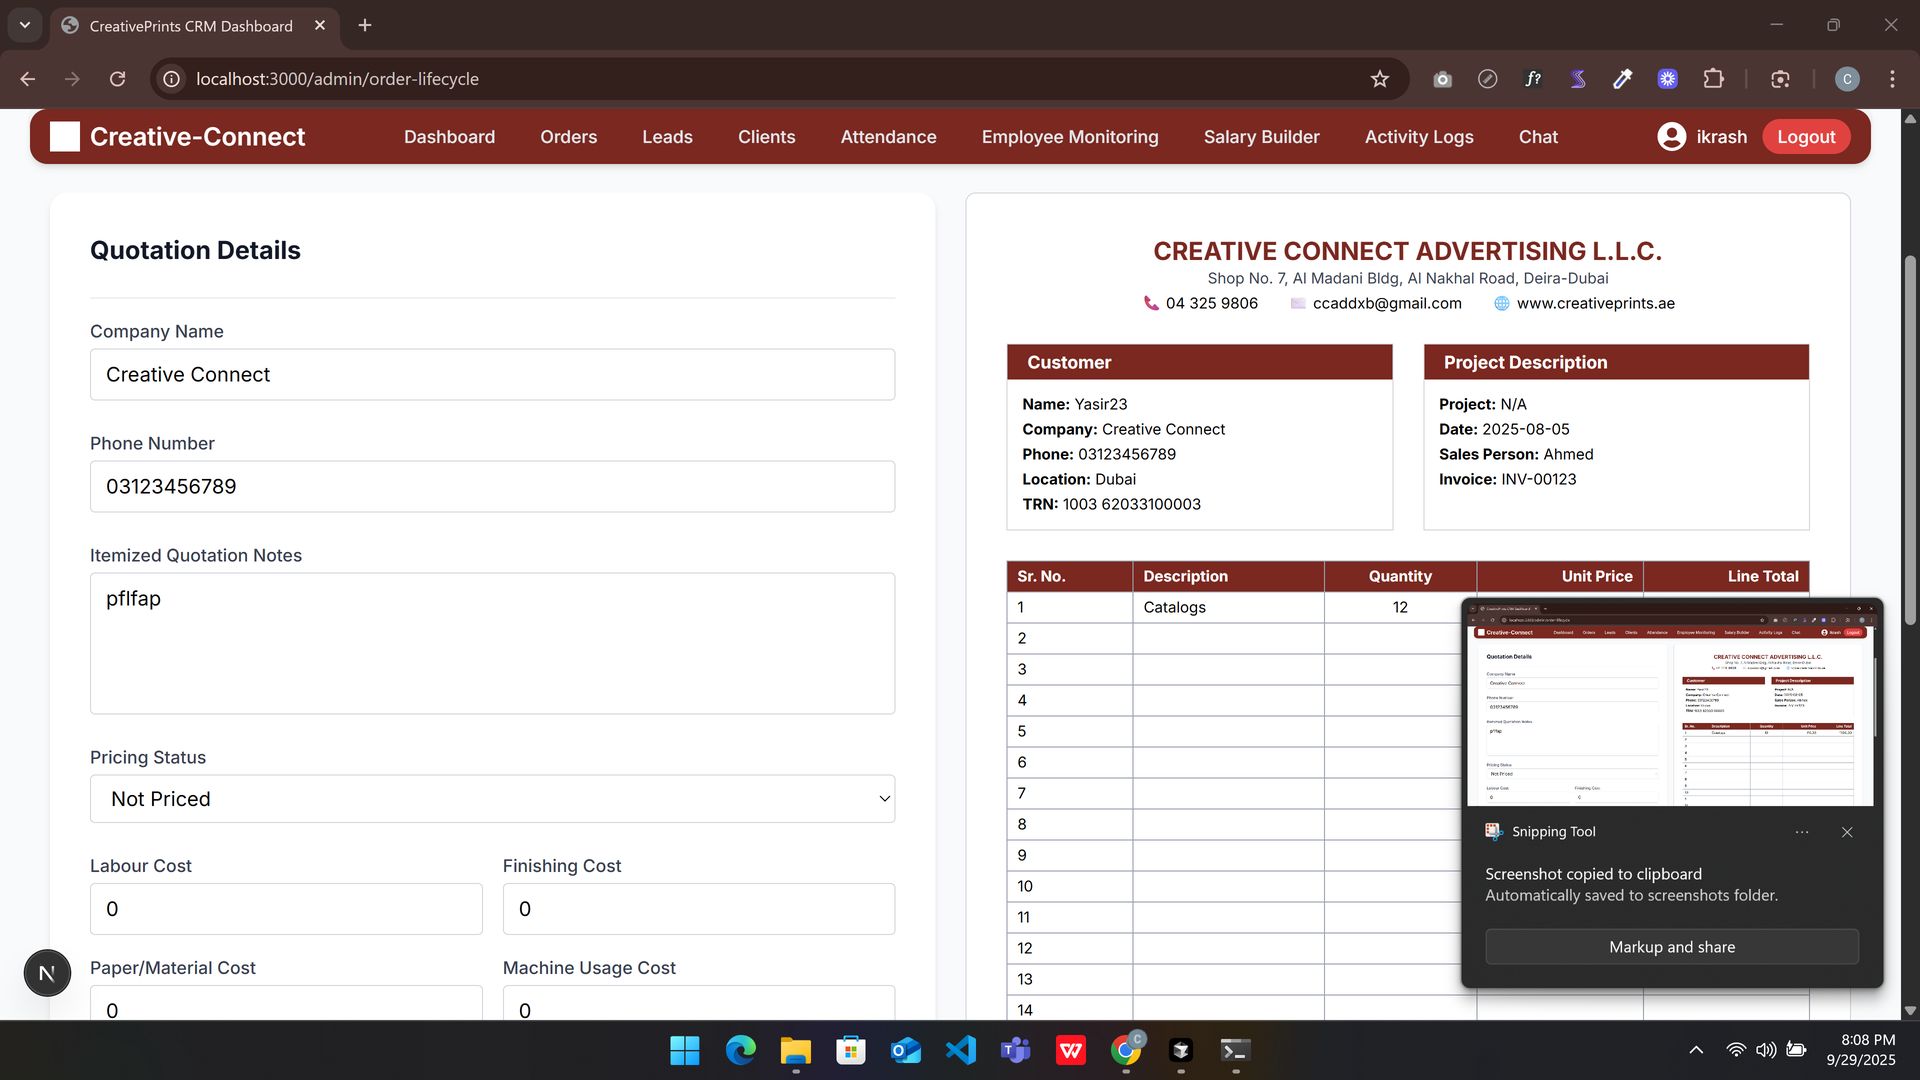 CreativePrints CRM Dashboard
localhost:3000/admin/order-lifecycle
f?
C
Creative-Connect
Dashboard
Orders
Leads
Clients
Attendance
Employee Monitoring
Salary Builder
Activity Logs
Chat
ikrash
Logout
Quotation Details
Company Name
Creative Connect
Phone Number
03123456789
Itemized Quotation Notes
pflfap
Pricing Status
Not Priced
Labour Cost
Finishing Cost
0
0
Paper/Material Cost
Machine Usage Cost
0
0
N
CREATIVE CONNECT ADVERTISING L.L.C.
Shop No. 7, Al Madani Bldg, Al Nakhal Road, Deira-Dubai
04 325 9806 ccaddxb@gmail.com www.creativeprints.ae
Customer
Name: Yasir23
Company: Creative Connect
Phone: 03123456789
Location: Dubai
TRN: 1003 62033100003
Project Description
Project: N/A
Date: 2025-08-05
Sales Person: Ahmed
Invoice: INV-00123
Sr. No. Description Quantity Unit Price Line Total
1 Catalogs 12
2
3
4
5
6
7
8
9
10
11
12
13
14
Snipping Tool
Screenshot copied to clipboard
Automatically saved to screenshots folder.
Markup and share
8:08 PM
9/29/2025